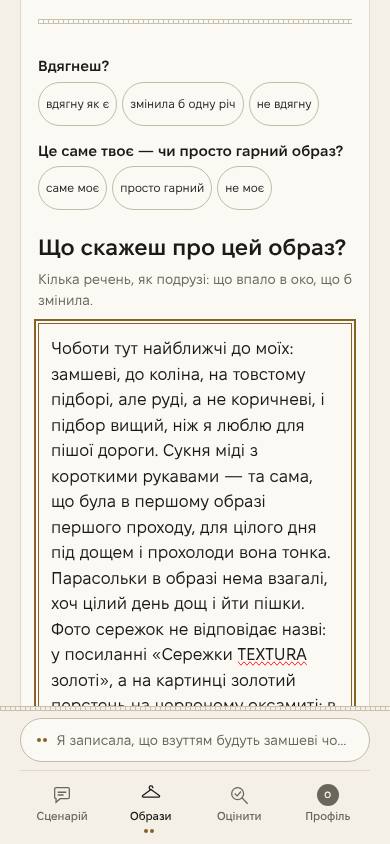 Вдягнеш?
вдягну як є
змінила б одну річ
не вдягну
Це саме твоє — чи просто гарний образ?
саме моє
просто гарний
не моє
Що скажеш про цей образ?
Кілька речень, як подрузі: що впало в око, що б
змінила.
Чоботи тут найближчі до моїх:
замшеві, до коліна, на товстому
підборі, але руді, а не коричневі, і
підбор вищий, ніж я люблю для
пішої дороги. Сукня міді з
короткими рукавами — та сама,
що була в першому образі
першого проходу, для цілого дня
під дощем і прохолоди вона тонка.
Парасольки в образі нема взагалі,
хоч цілий день дощ і йти пішки.
Фото сережок не відповідає назві:
у посиланні «Сережки TEXTURA
золоті», а на картинці золотий
перстень на червоному оксамиті; в
Я записала, що взуттям будуть замшеві чо...
Сценарій
Образи
Оцінити
О
Профіль